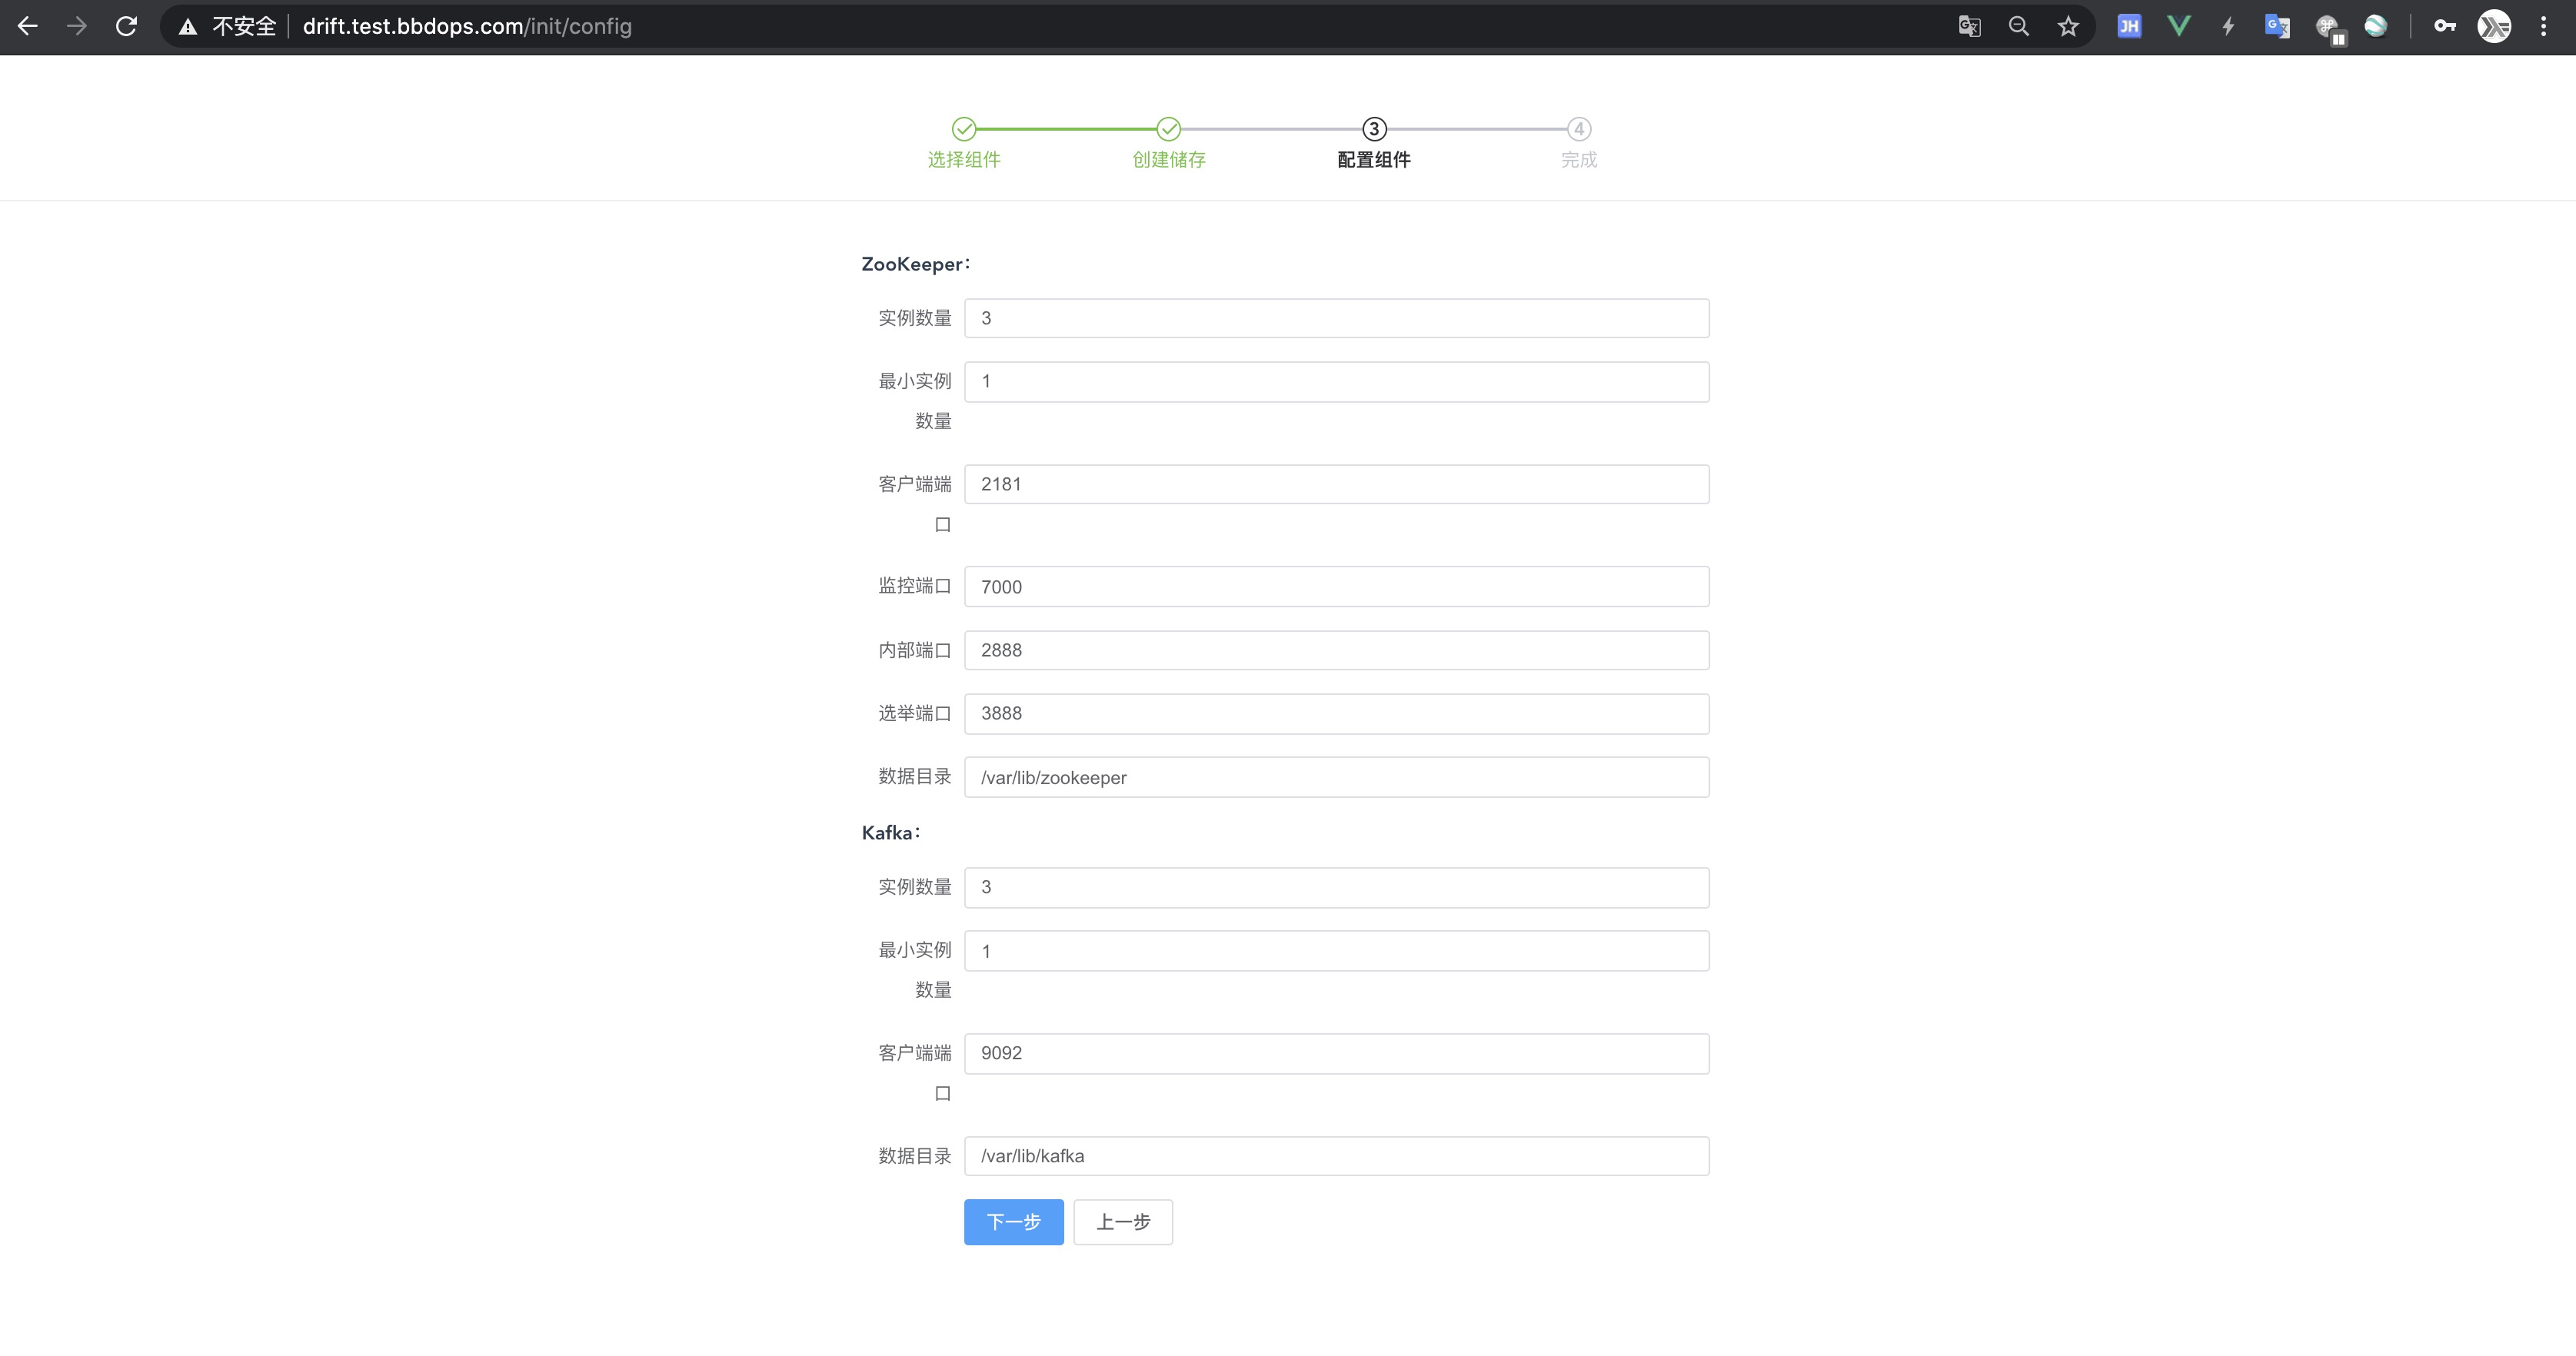 不安全 drift.test.bbdops.com/init/config
3 4
选择组件 创建储存 配置组件 完成
ZooKeeper：
实例数量 3
最小实例 1
数量
客户端端 2181
口
监控端口 7000
内部端口 2888
选举端口 3888
数据目录 /var/lib/zookeeper
Kafka：
实例数量 3
最小实例 1
数量
客户端端 9092
口
数据目录 /var/lib/kafka
下一步 上一步